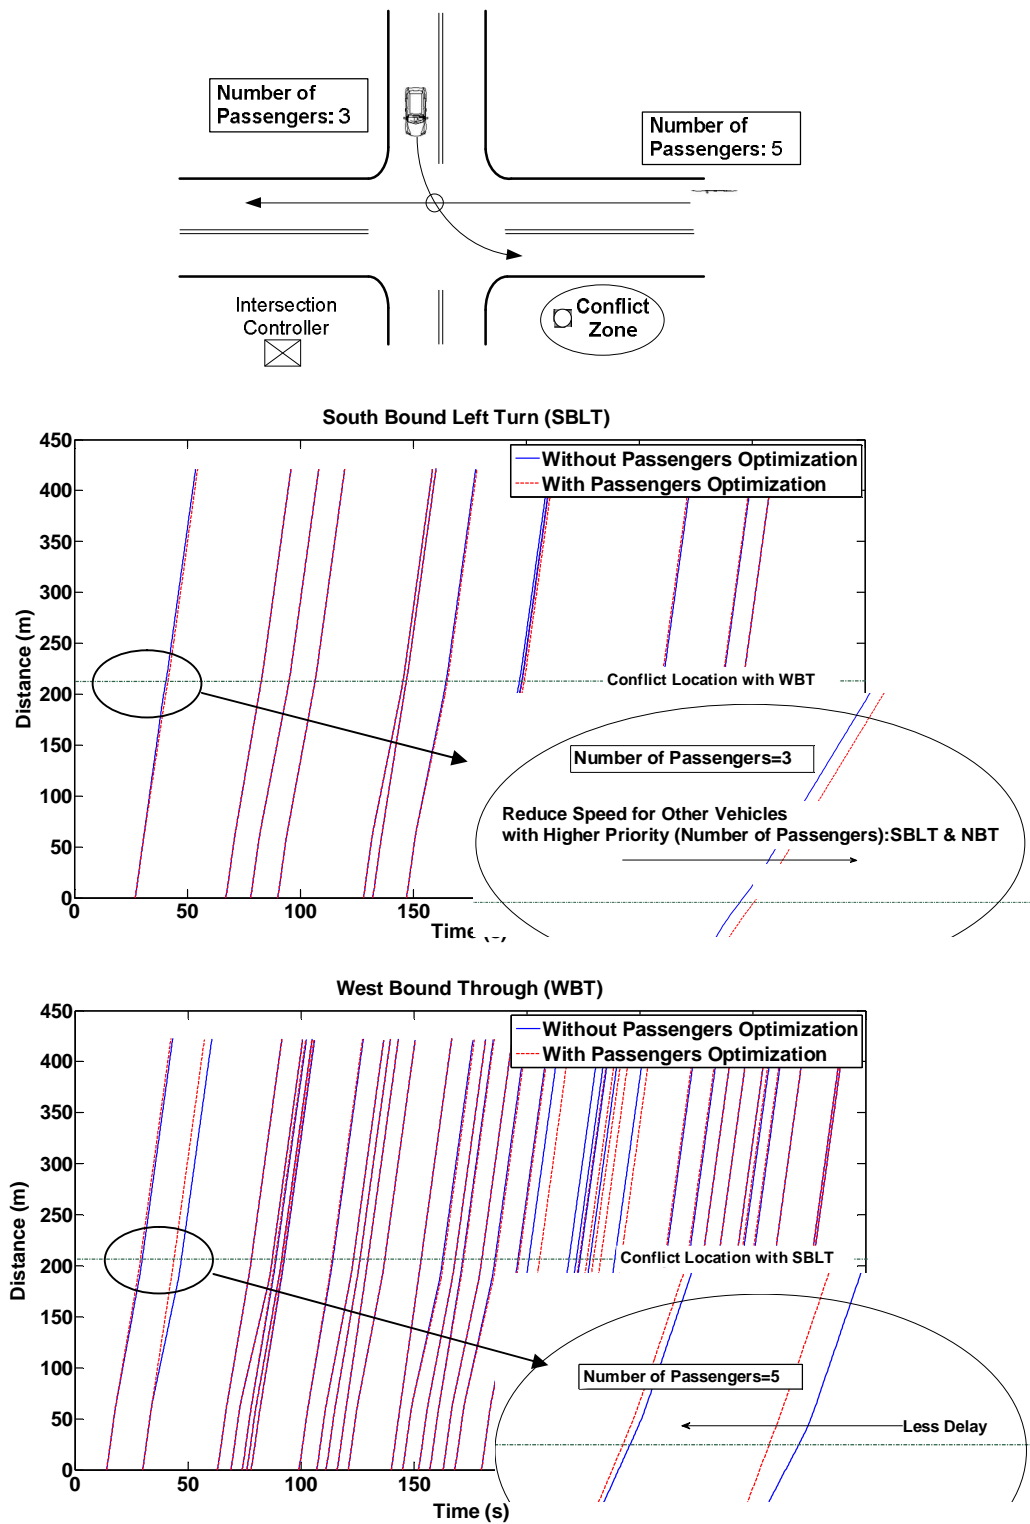 Number of
Passengers: 3
Number of
Passengers: 5
Intersection
Controller
Conflict
Zone
South Bound Left Turn (SBLT)
450
400
350
300
250
200
150
100
50
0
Distance (m)
Without Passengers Optimization
With Passengers Optimization
Conflict Location with WBT
Number of Passengers=3
Reduce Speed for Other Vehicles
with Higher Priority (Number of Passengers):SBLT & NBT
0
50
100
150
Time (s)
West Bound Through (WBT)
450
400
350
300
250
200
150
100
50
0
Distance (m)
Without Passengers Optimization
With Passengers Optimization
Conflict Location with SBLT
Number of Passengers=5
Less Delay
0
50
100
150
Time (s)